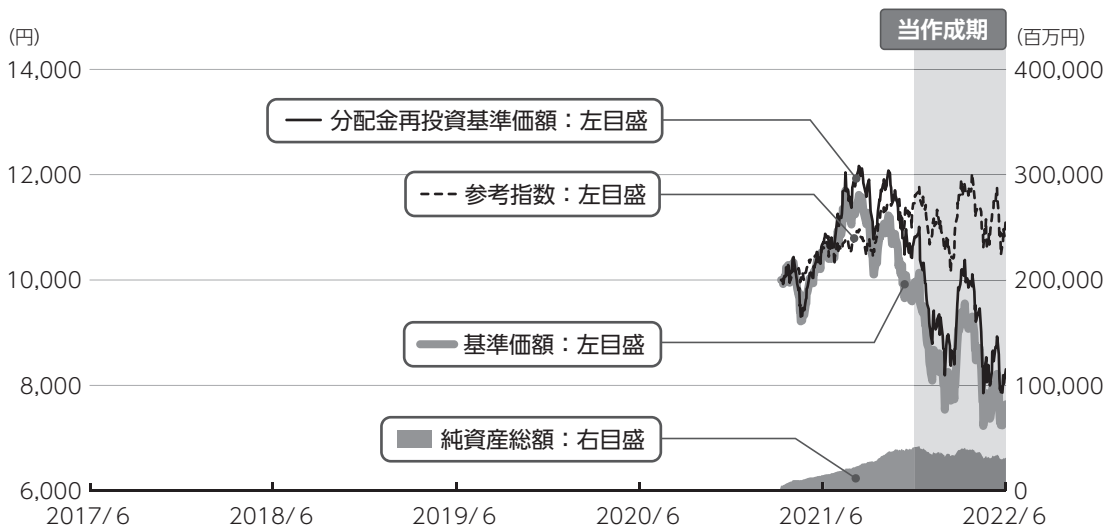 当作成期
(円)
(百万円)
14,000
400,000
分配金再投資基準価額：左目盛
12,000
300,000
参考指数：左目盛
10,000
200,000
基準価額：左目盛
8,000
100,000
純資産総額：右目盛
6,000
0
2017/6 2018/6 2019/6 2020/6 2021/6 2022/6